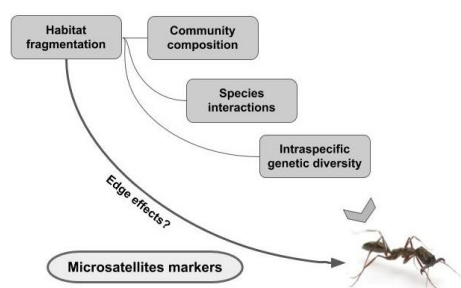 Habitat
fragmentation
Community
composition
Species
interactions
Intraspecific
genetic diversity
Edge effects?
Microsatellites markers